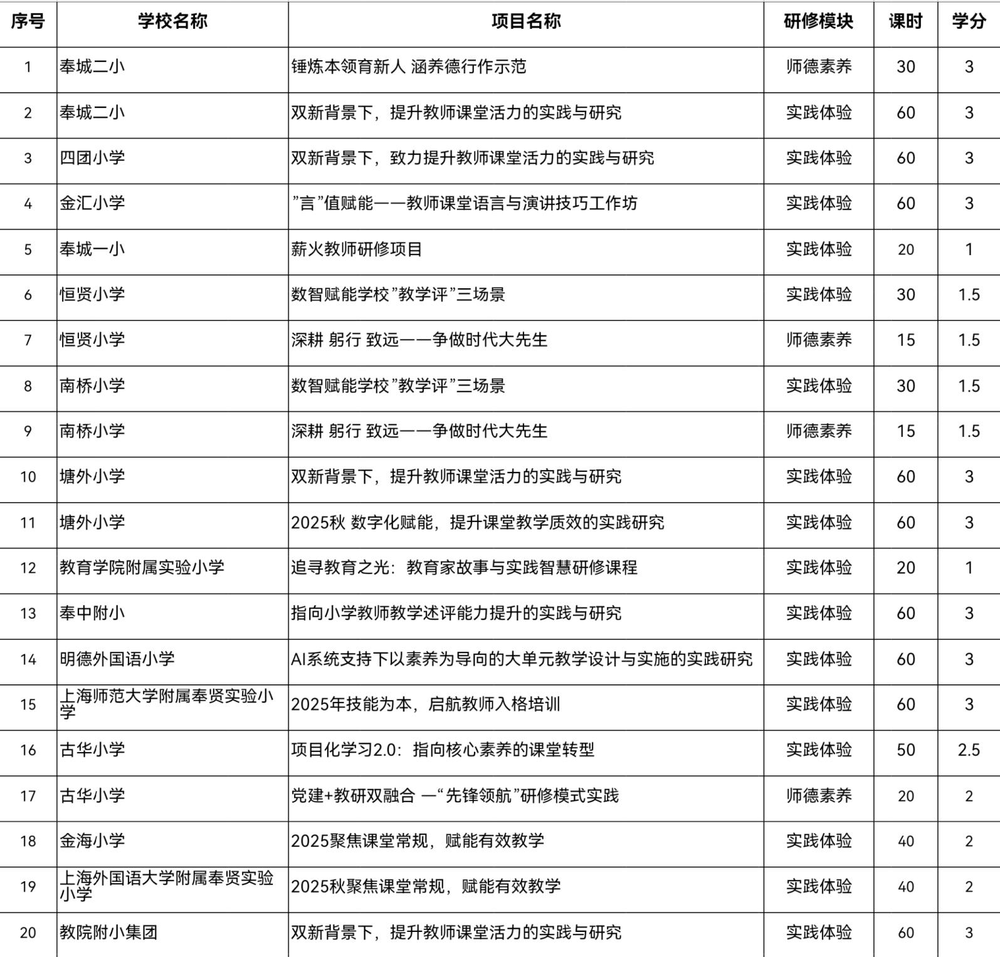 序号 学校名称 项目名称 研修模块 课时 学分
1 奉城二小 锤炼本领育新人 涵养德行作示范 师德素养 30 3
2 奉城二小 双新背景下，提升教师课堂活力的实践与研究 实践体验 60 3
3 四团小学 双新背景下，致力提升教师课堂活力的实践与研究 实践体验 60 3
4 金汇小学 ”言”值赋能——教师课堂语言与演讲技巧工作坊 实践体验 60 3
5 奉城一小 薪火教师研修项目 实践体验 20 1
6 恒贤小学 数智赋能学校”教学评”三场景 实践体验 30 1.5
7 恒贤小学 深耕 躬行 致远——争做时代大先生 师德素养 15 1.5
8 南桥小学 数智赋能学校”教学评”三场景 实践体验 30 1.5
9 南桥小学 深耕 躬行 致远——争做时代大先生 师德素养 15 1.5
10 塘外小学 双新背景下，提升教师课堂活力的实践与研究 实践体验 60 3
11 塘外小学 2025秋 数字化赋能，提升课堂教学质效的实践研究 实践体验 60 3
12 教育学院附属实验小学 追寻教育之光：教育家故事与实践智慧研修课程 实践体验 20 1
13 奉中附小 指向小学教师教学述评能力提升的实践与研究 实践体验 60 3
14 明德外国语小学 AI系统支持下以素养为导向的大单元教学设计与实施的实践研究 实践体验 60 3
15 上海师范大学附属奉贤实验小
学 2025年技能为本，启航教师入格培训 实践体验 60 3
16 古华小学 项目化学习2.0：指向核心素养的课堂转型 实践体验 50 2.5
17 古华小学 党建+教研双融合 —“先锋领航”研修模式实践 师德素养 20 2
18 金海小学 2025聚焦课堂常规，赋能有效教学 实践体验 40 2
19 上海外国语大学附属奉贤实验
小学 2025秋聚焦课堂常规，赋能有效教学 实践体验 40 2
20 教院附小集团 双新背景下，提升教师课堂活力的实践与研究 实践体验 60 3